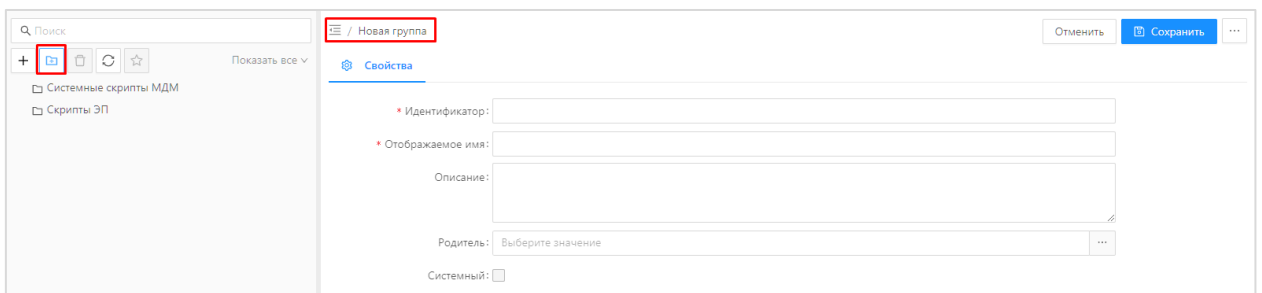 Поиск
/ Новая группа
Отменить
Сохранить
Показать все
Свойства
Системные скрипты МДМ
Скрипты ЭП
* Идентификатор:
* Отображаемое имя:
Описание:
Родитель: Выберите значение
Системный: